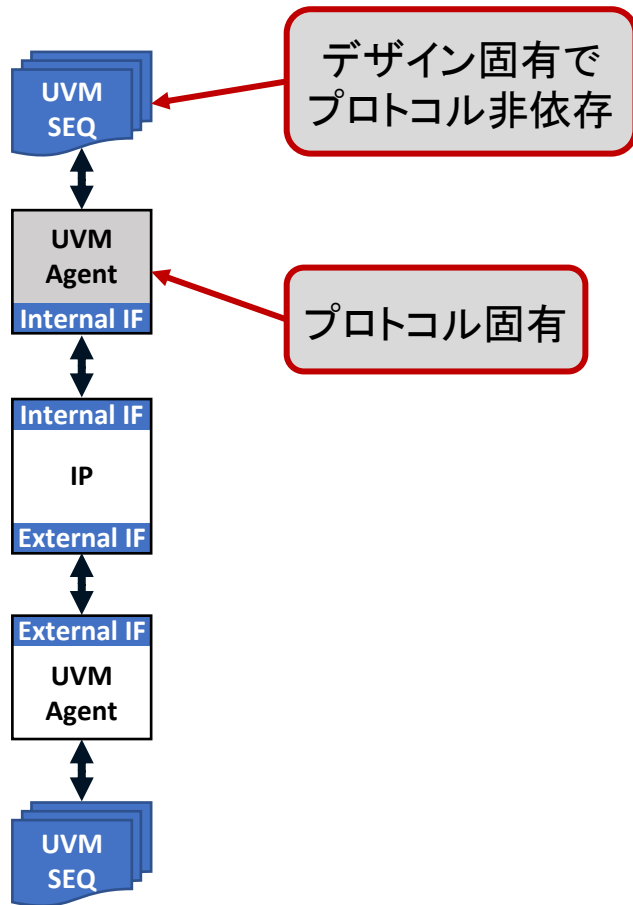 UVM
SEQ
デザイン固有で
プロトコル非依存
UVM
Agent
Internal IF
プロトコル固有
Internal IF
IP
External IF
External IF
UVM
Agent
UVM
SEQ